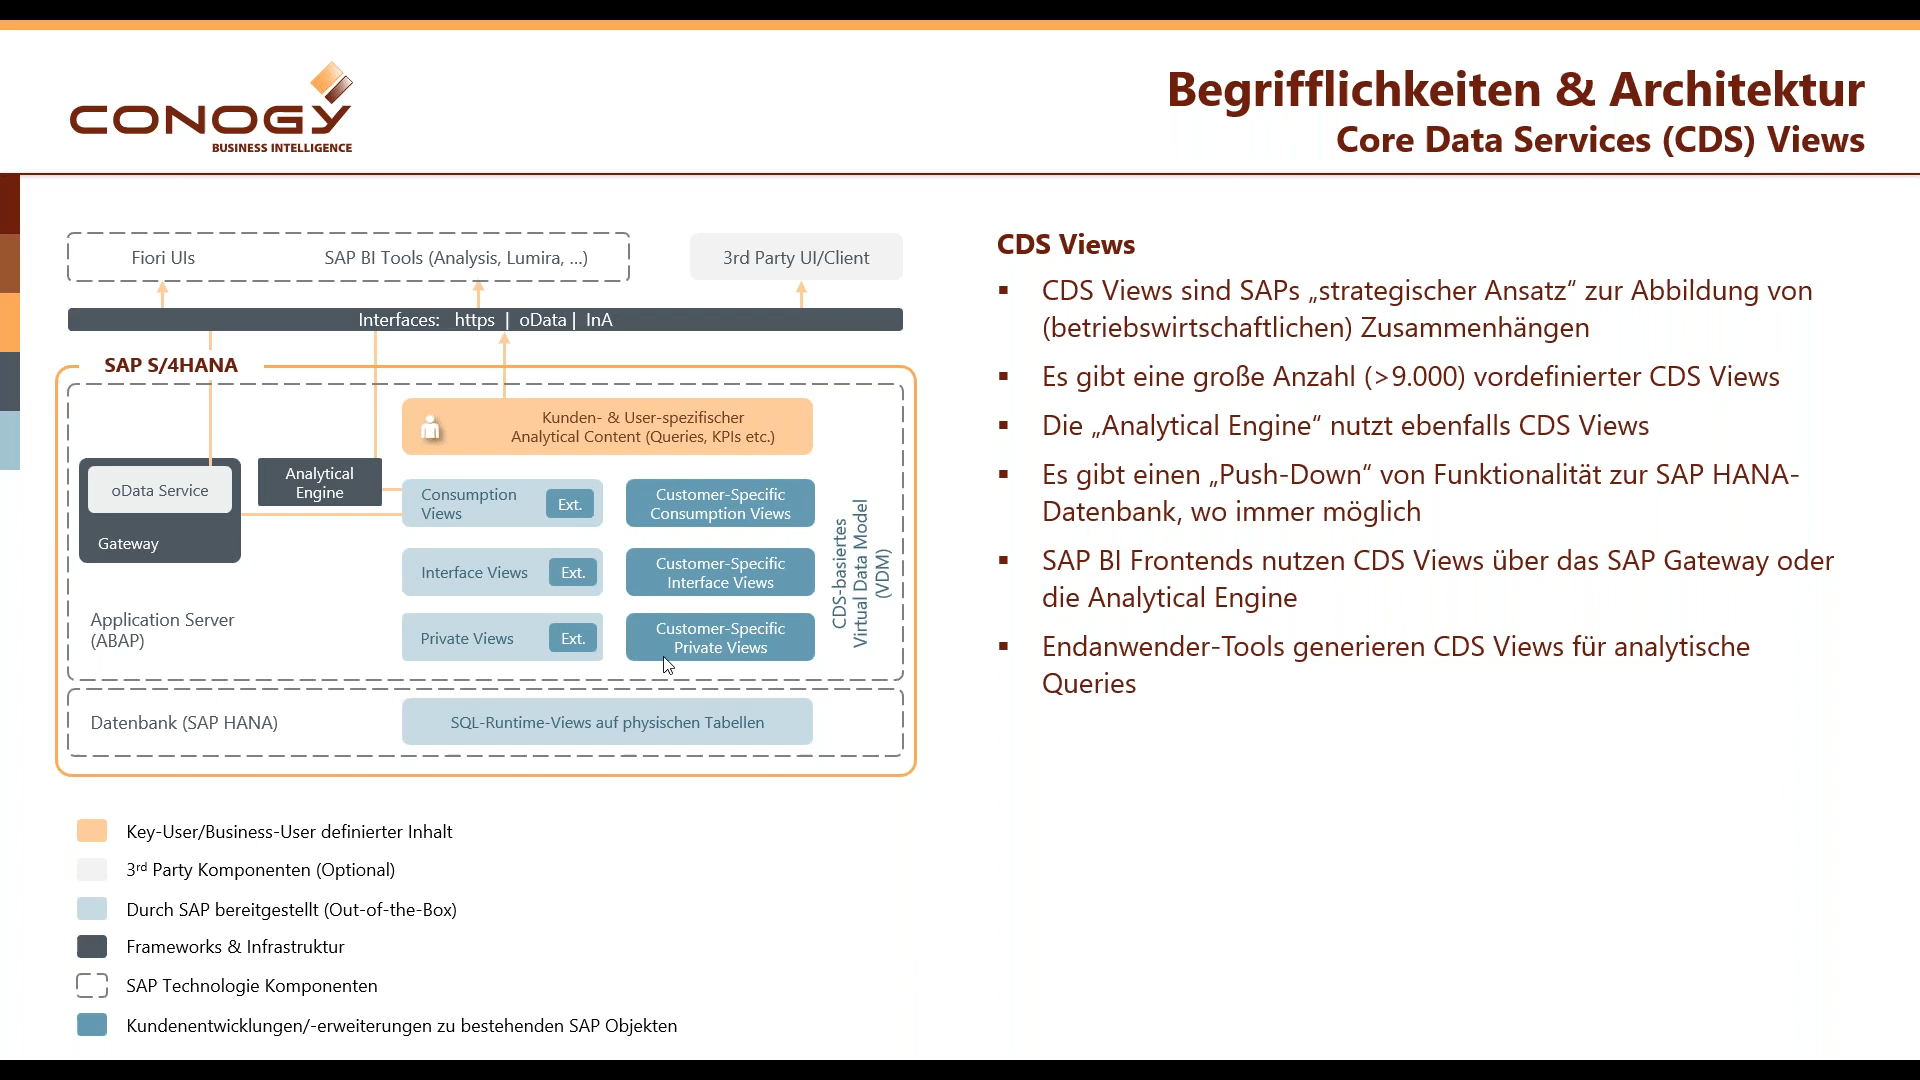 CONOGY
BUSINESS INTELLIGENCE
Begrifflichkeiten & Architektur
Core Data Services (CDS) Views
Fiori UIs
SAP BI Tools (Analysis, Lumira, ...)
3rd Party UI/Client
Interfaces: https | oData | InA
SAP S/4HANA
Kunden- & User-spezifischer
Analytical Content (Queries, KPIs etc.)
oData Service
Gateway
Analytical
Engine
Consumption
Views
Ext.
Customer-Specific
Consumption Views
Interface Views
Ext.
Customer-Specific
Interface Views
Private Views
Ext.
Customer-Specific
Private Views
CDS-basiertes
Virtual Data Model
(VDM)
Application Server
(ABAP)
Datenbank (SAP HANA)
SQL-Runtime-Views auf physischen Tabellen
Key-User/Business-User definierter Inhalt
3rd Party Komponenten (Optional)
Durch SAP bereitgestellt (Out-of-the-Box)
Frameworks & Infrastruktur
SAP Technologie Komponenten
Kundenentwicklungen/-erweiterungen zu bestehenden SAP Objekten
CDS Views
▪ CDS Views sind SAPs „strategischer Ansatz“ zur Abbildung von
(betriebswirtschaftlichen) Zusammenhängen
▪ Es gibt eine große Anzahl (>9.000) vordefinierter CDS Views
▪ Die „Analytical Engine“ nutzt ebenfalls CDS Views
▪ Es gibt einen „Push-Down“ von Funktionalität zur SAP HANA-
Datenbank, wo immer möglich
▪ SAP BI Frontends nutzen CDS Views über das SAP Gateway oder
die Analytical Engine
▪ Endanwender-Tools generieren CDS Views für analytische
Queries